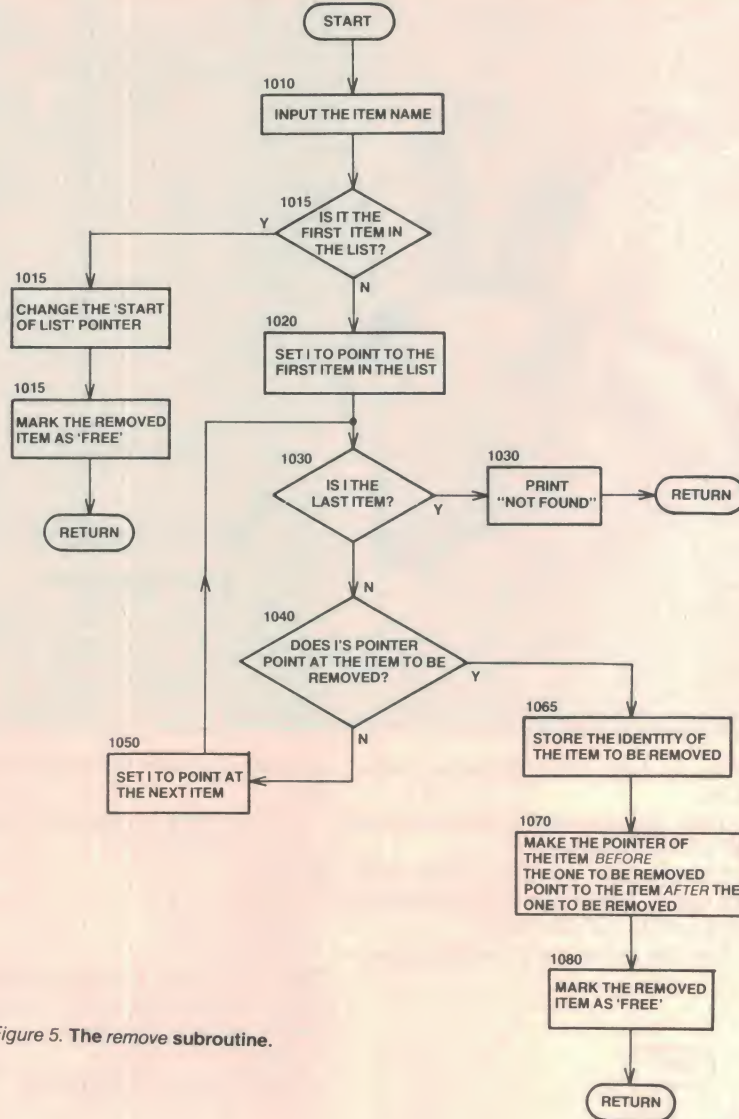 START
1010
INPUT THE ITEM NAME
1015
IS IT THE
FIRST ITEM IN
THE LIST?
Y
N
1015
CHANGE THE 'START
OF LIST' POINTER
1015
MARK THE REMOVED
ITEM AS 'FREE'
RETURN
1020
SET I TO POINT TO THE
FIRST ITEM IN THE LIST
1030
IS I THE
LAST ITEM?
Y
N
1030
PRINT
"NOT FOUND"
RETURN
1040
DOES I'S POINTER
POINT AT THE ITEM TO BE
REMOVED?
Y
N
1050
SET I TO POINT AT
THE NEXT ITEM
1065
STORE THE IDENTITY OF
THE ITEM TO BE REMOVED
1070
MAKE THE POINTER OF
THE ITEM BEFORE
THE ONE TO BE REMOVED
POINT TO THE ITEM AFTER THE
ONE TO BE REMOVED
1080
MARK THE REMOVED
ITEM AS 'FREE'
RETURN
igure 5. The remove subroutine.